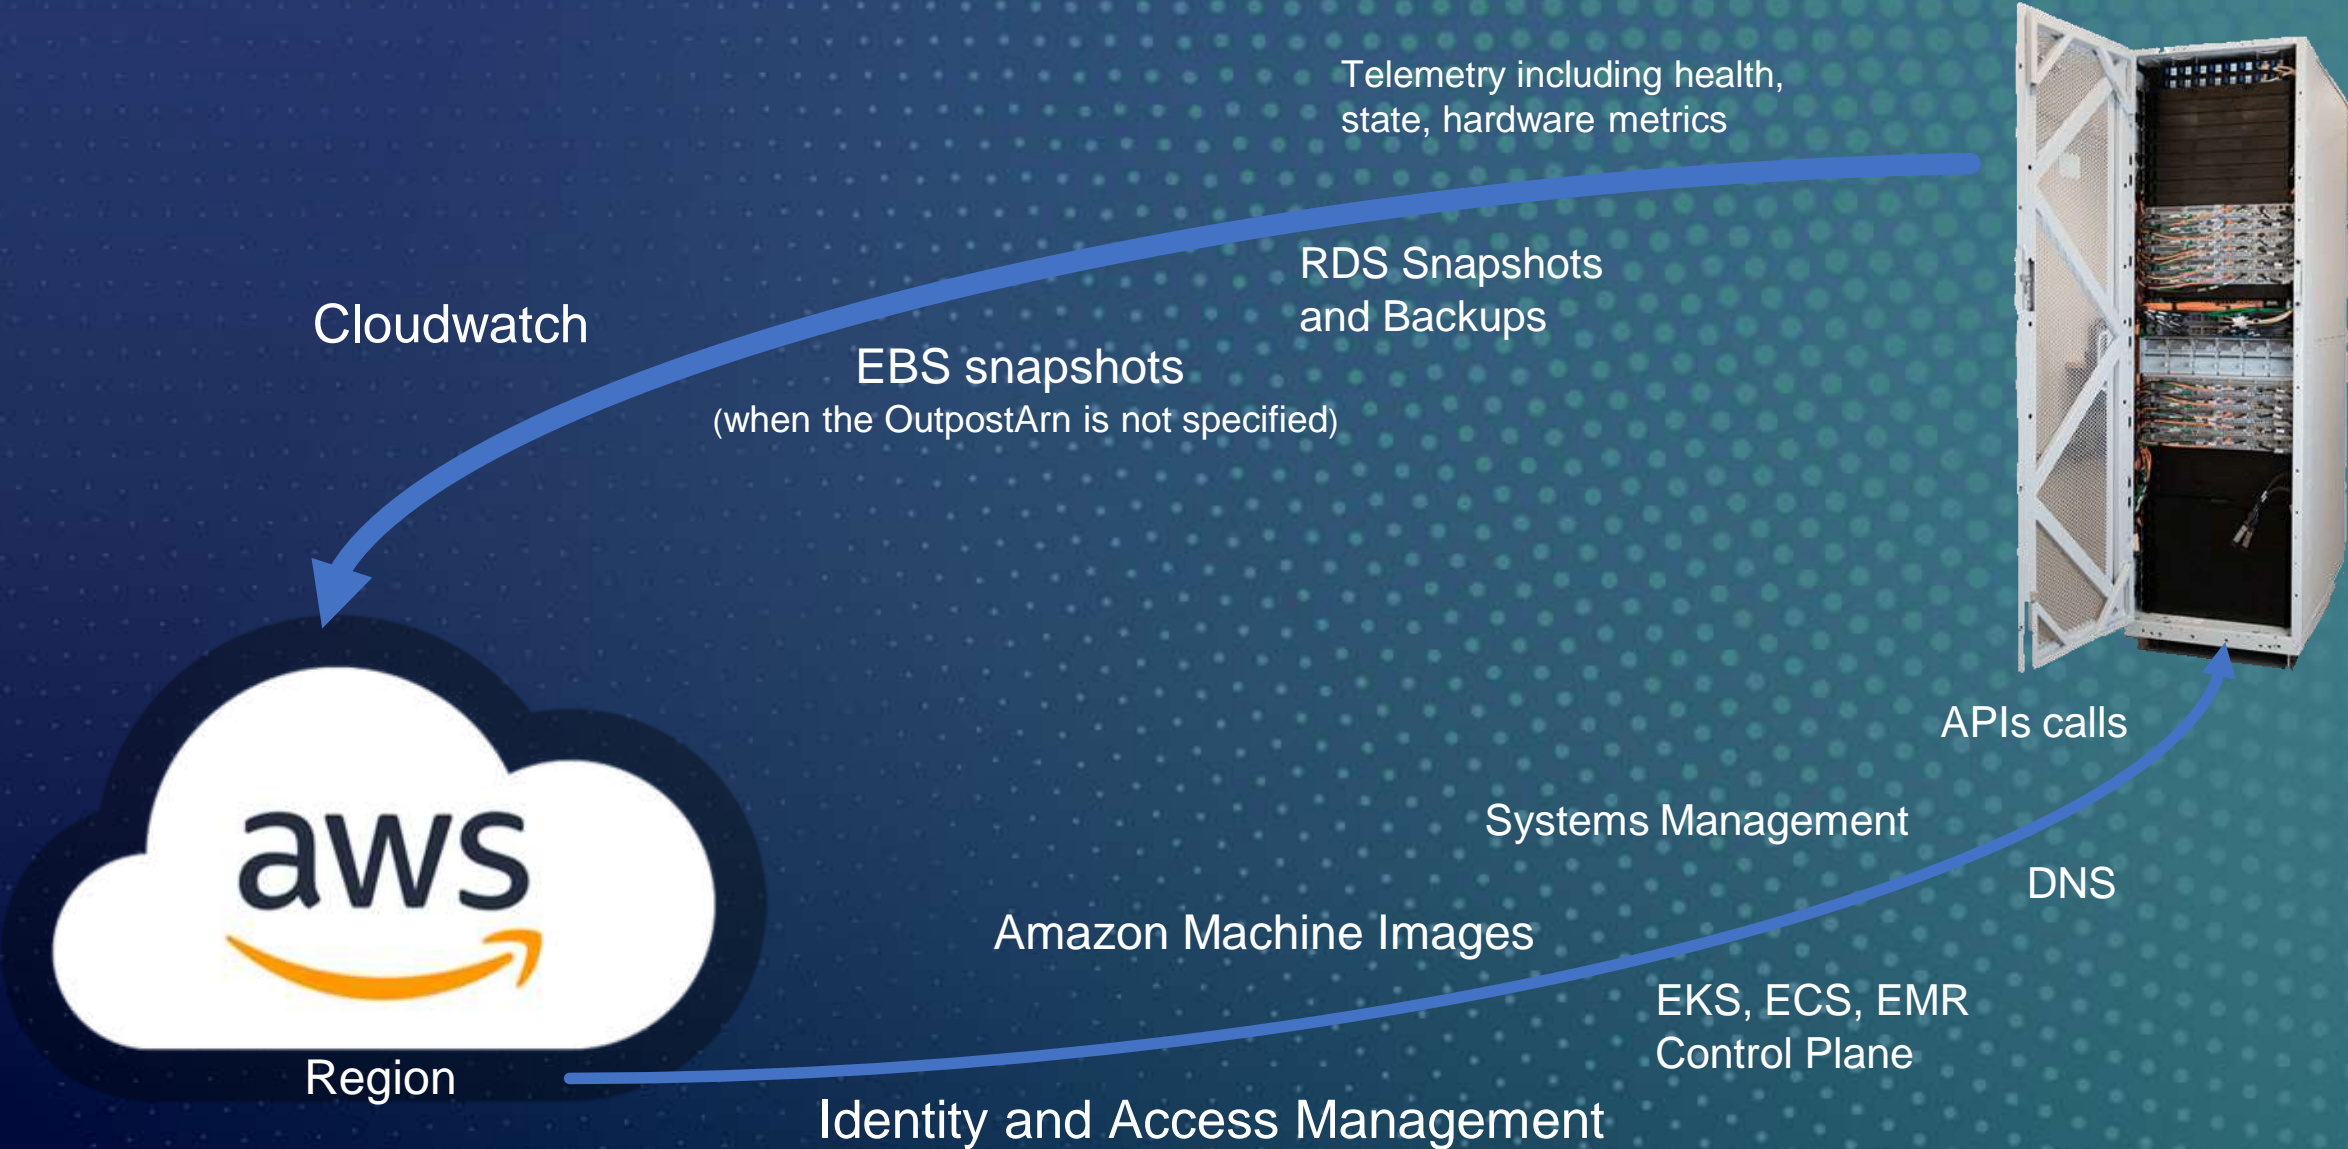 Telemetry including health,
state, hardware metrics
RDS Snapshots
and Backups
Cloudwatch
EBS snapshots
(when the OutpostArn is not specified)
APIs calls
Systems Management
DNS
aws
Amazon Machine Images
EKS, ECS, EMR
Control Plane
Region
Identity and Access Management